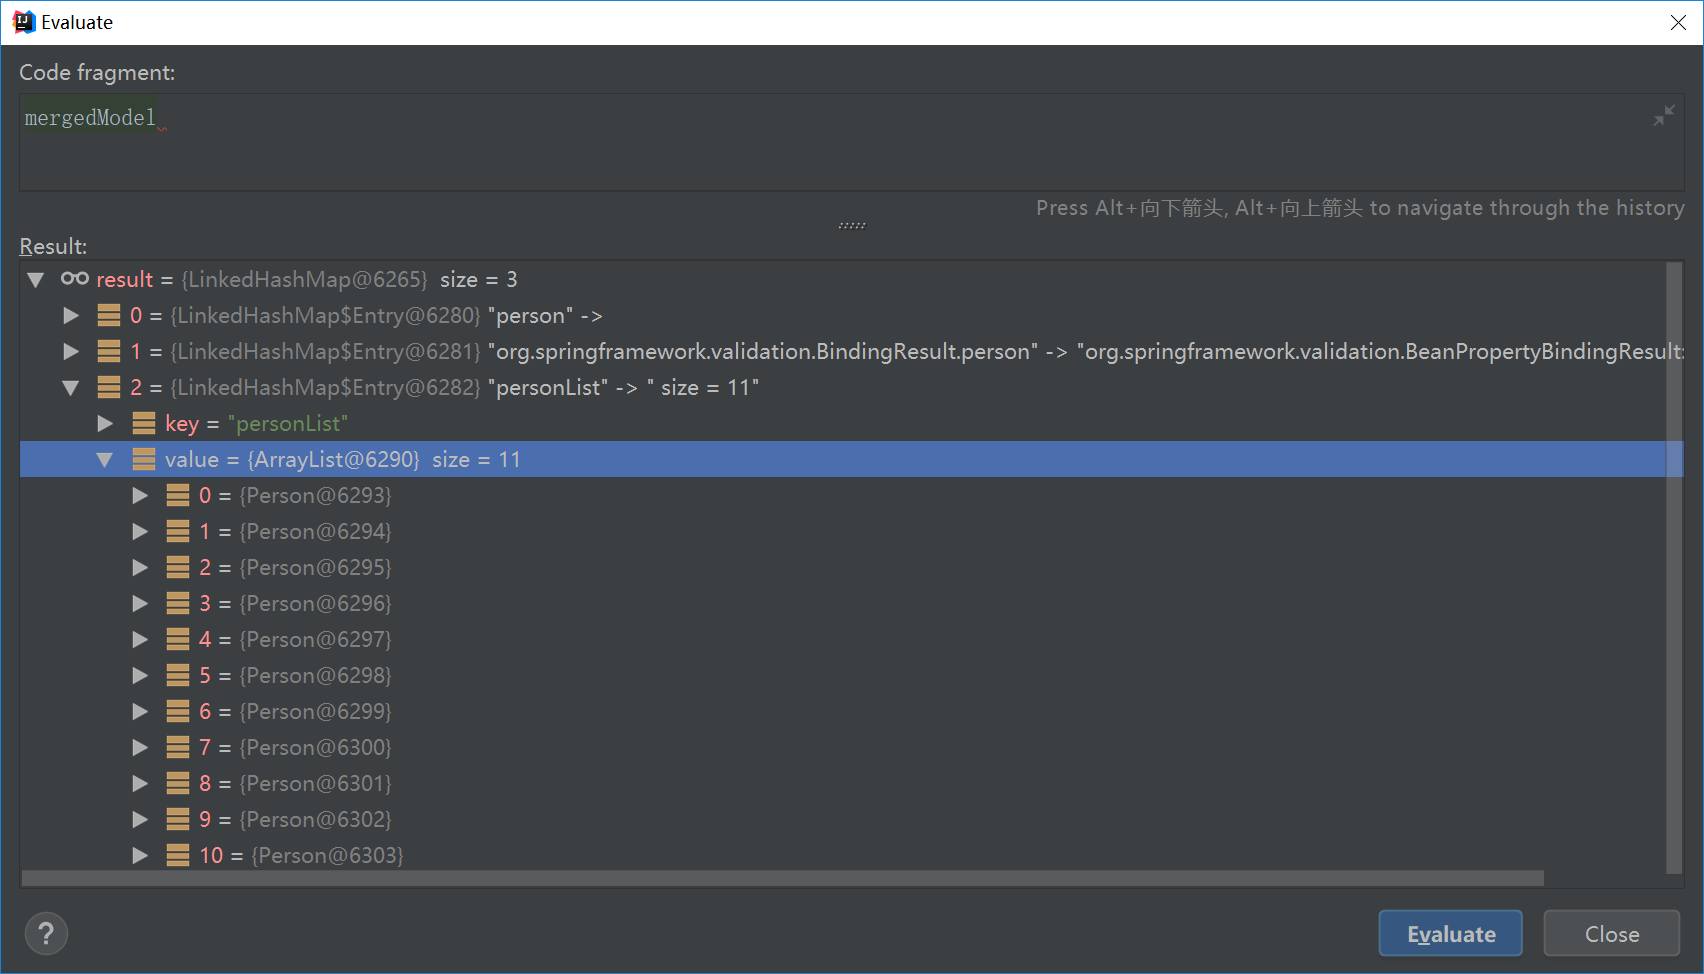 Evaluate
Code fragment:
mergedModel
Press Alt+向下箭头, Alt+向上箭头 to navigate through the history
Result:
result = {LinkedHashMap@6265} size = 3
0 = {LinkedHashMap$Entry@6280} "person" ->
1 = {LinkedHashMap$Entry@6281} "org.springframework.validation.BindingResult.person" -> "org.springframework.validation.BeanPropertyBindingResult:
2 = {LinkedHashMap$Entry@6282} "personList" -> " size = 11"
key = "personList"
value = {ArrayList@6290} size = 11
0 = {Person@6293}
1 = {Person@6294}
2 = {Person@6295}
3 = {Person@6296}
4 = {Person@6297}
5 = {Person@6298}
6 = {Person@6299}
7 = {Person@6300}
8 = {Person@6301}
9 = {Person@6302}
10 = {Person@6303}
?
Evaluate
Close